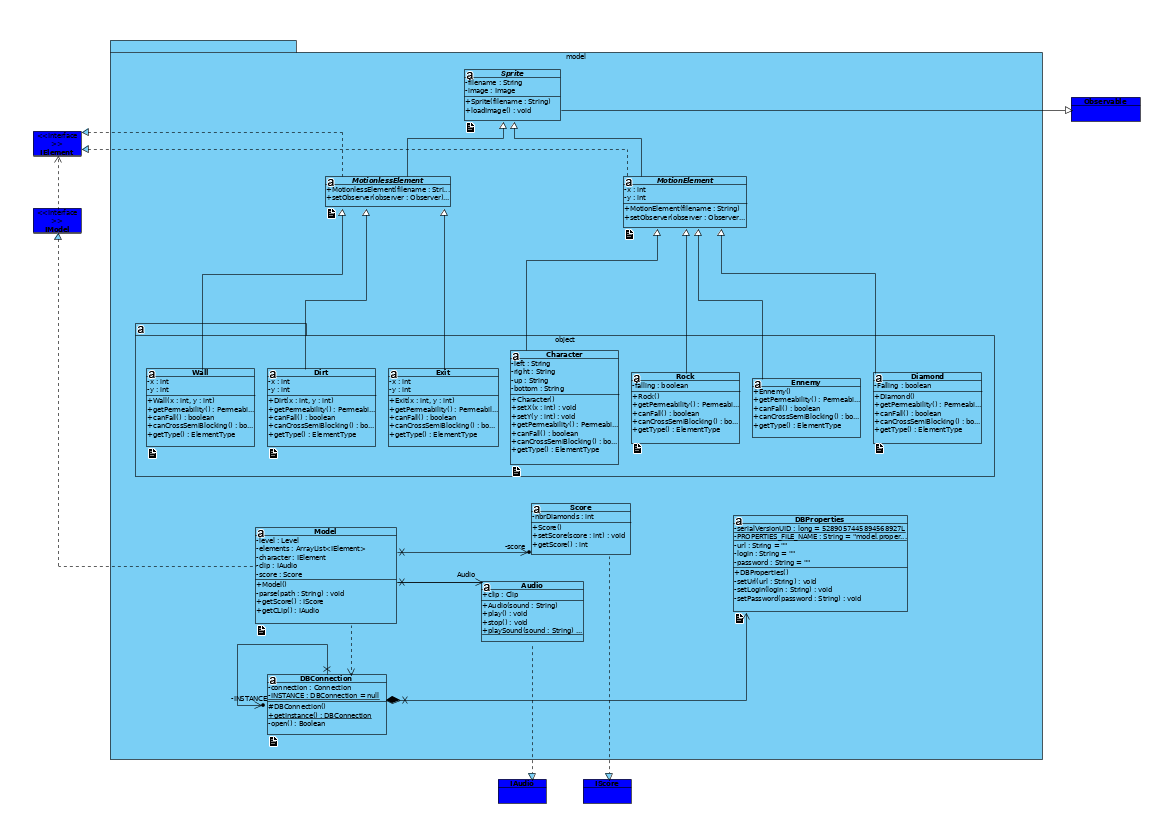 model
a Sprite
-filename : String
-image : Image
+Sprite(filename : String)
+loadImage() : void
Observable
<<Interface
>>
IElement
<<Interface
>>
IModel
a MotionlessElement
+MotionlessElement(filename : Stri...
+setObserver(observer : Observer)...
a MotionElement
-x : int
-y : int
+MotionElement(filename : String)
+setObserver(observer : Observer...
a
object
a Wall
-x : int
-y : int
+Wall(x : int, y : int)
+getPermeability() : Permeabi...
+canFall() : boolean
+canCrossSemiBlocking() : bo...
+getType() : ElementType
a Dirt
-x : int
-y : int
+Dirt(x : int, y : int)
+getPermeability() : Permeabi...
+canFall() : boolean
+canCrossSemiBlocking() : bo...
+getType() : ElementType
a Exit
-x : int
-y : int
+Exit(x : int, y : int)
+getPermeability() : Permeabi...
+canFall() : boolean
+canCrossSemiBlocking() : bo...
+getType() : ElementType
a Character
-left : String
-right : String
-up : String
-bottom : String
+Character()
+setX(x : int) : void
+setY(y : int) : void
+getPermeability() : Permeabi...
+canFall() : boolean
+canCrossSemiBlocking() : bo...
+getType() : ElementType
a Rock
-falling : boolean
+Rock()
+getPermeability() : Permeabi...
+canFall() : boolean
+canCrossSemiBlocking() : bo...
+getType() : ElementType
a Ennemy
+Ennemy()
+getPermeability() : Permeabi...
+canFall() : boolean
+canCrossSemiBlocking() : bo...
+getType() : ElementType
a Diamond
-Falling : boolean
+Diamond()
+getPermeability() : Permeabi...
+canFall() : boolean
+canCrossSemiBlocking() : bo...
+getType() : ElementType
a Model
-level : Level
-elements : ArrayList<IElement>
-character : IElement
-clip : IAudio
-score : Score
+Model()
-parse(path : String) : void
+getScore() : IScore
+getCLip() : IAudio
-score
a Score
-nbrDiamonds : int
+Score()
+setScore(score : int) : void
+getScore() : int
Audio
a Audio
+clip : Clip
+Audio(sound : String)
+play() : void
+stop() : void
+playSound(sound : String) ...
a DBProperties
-serialVersionUID : long = 5289057445894568927L
-PROPERTIES_FILE_NAME : String = "model.proper...
-url : String = ""
-login : String = ""
-password : String = ""
+DBProperties()
-setUrl(url : String) : void
-setLogin(login : String) : void
-setPassword(password : String) : void
-INSTANCE
a DBConnection
-connection : Connection
-INSTANCE : DBConnection = null
#DBConnection()
+getInstance() : DBConnection
-open() : Boolean
IAudio
IScore